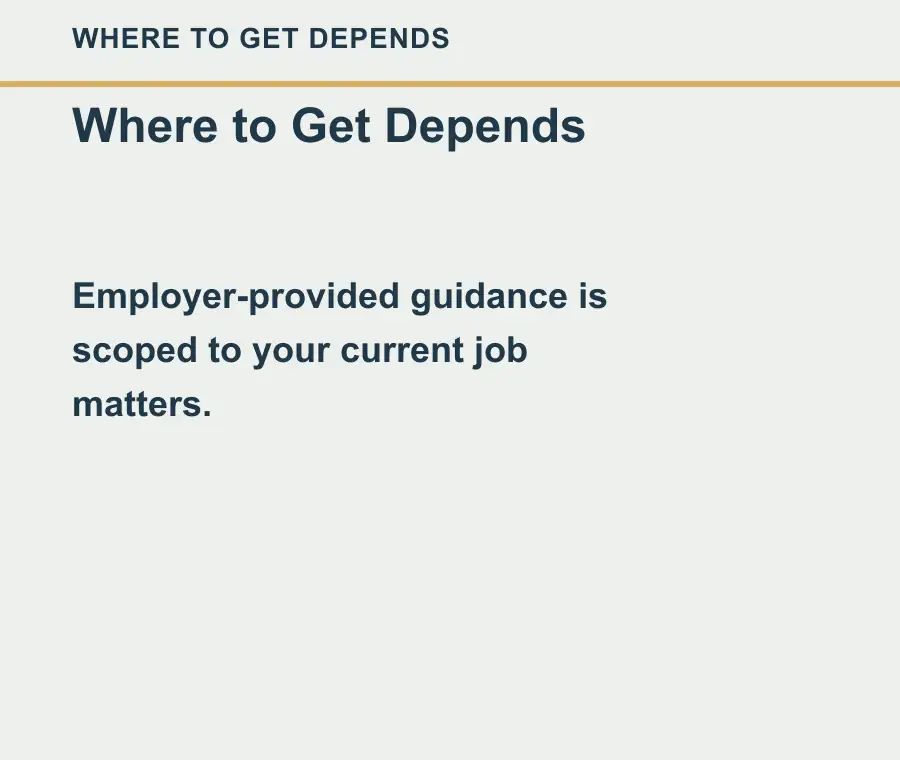 WHERE TO GET DEPENDS
Where to Get Depends
Employer-provided guidance is
scoped to your current job
matters.